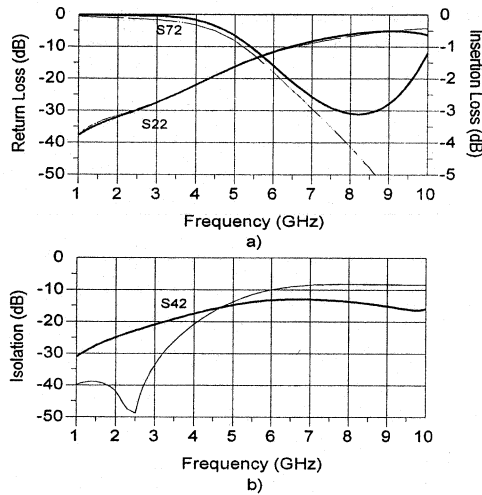 0
-10
-20
-30
-40
-50
Return Loss (dB)
S72
S22
0
-1
-2
-3
-4
-5
Insertion Loss (dB)
1 2 3 4 5 6 7 8 9 10
Frequency (GHz)
a)
0
-10
-20
-30
-40
-50
Isolation (dB)
S42
1 2 3 4 5 6 7 8 9 10
Frequency (GHz)
b)